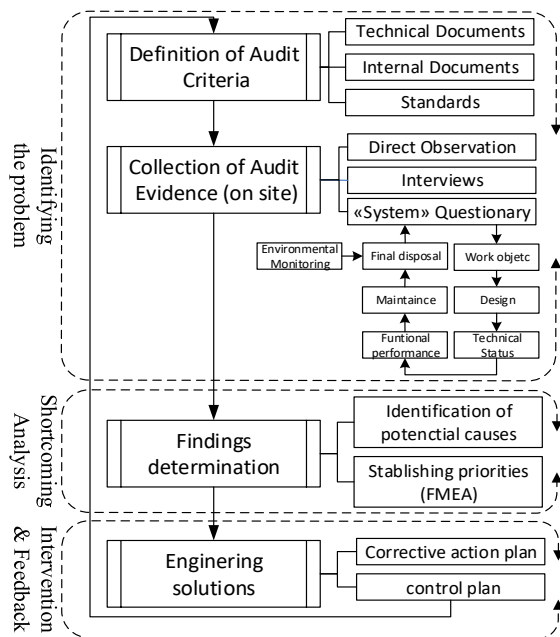 Identifying
the problem
Definition of Audit
Criteria
Technical Documents
Internal Documents
Standards
Collection of Audit
Evidence (on site)
Direct Observation
Interviews
«System» Questionary
Environmental
Monitoring
Final disposal
Work objetc
Maintaince
Design
Funtional
performance
Technical
Status
Shortcoming
Analysis
Findings
determination
Identification of
potenctial causes
Stablishing priorities
(FMEA)
Intervention
& Feedback
Enginering
solutions
Corrective action plan
control plan